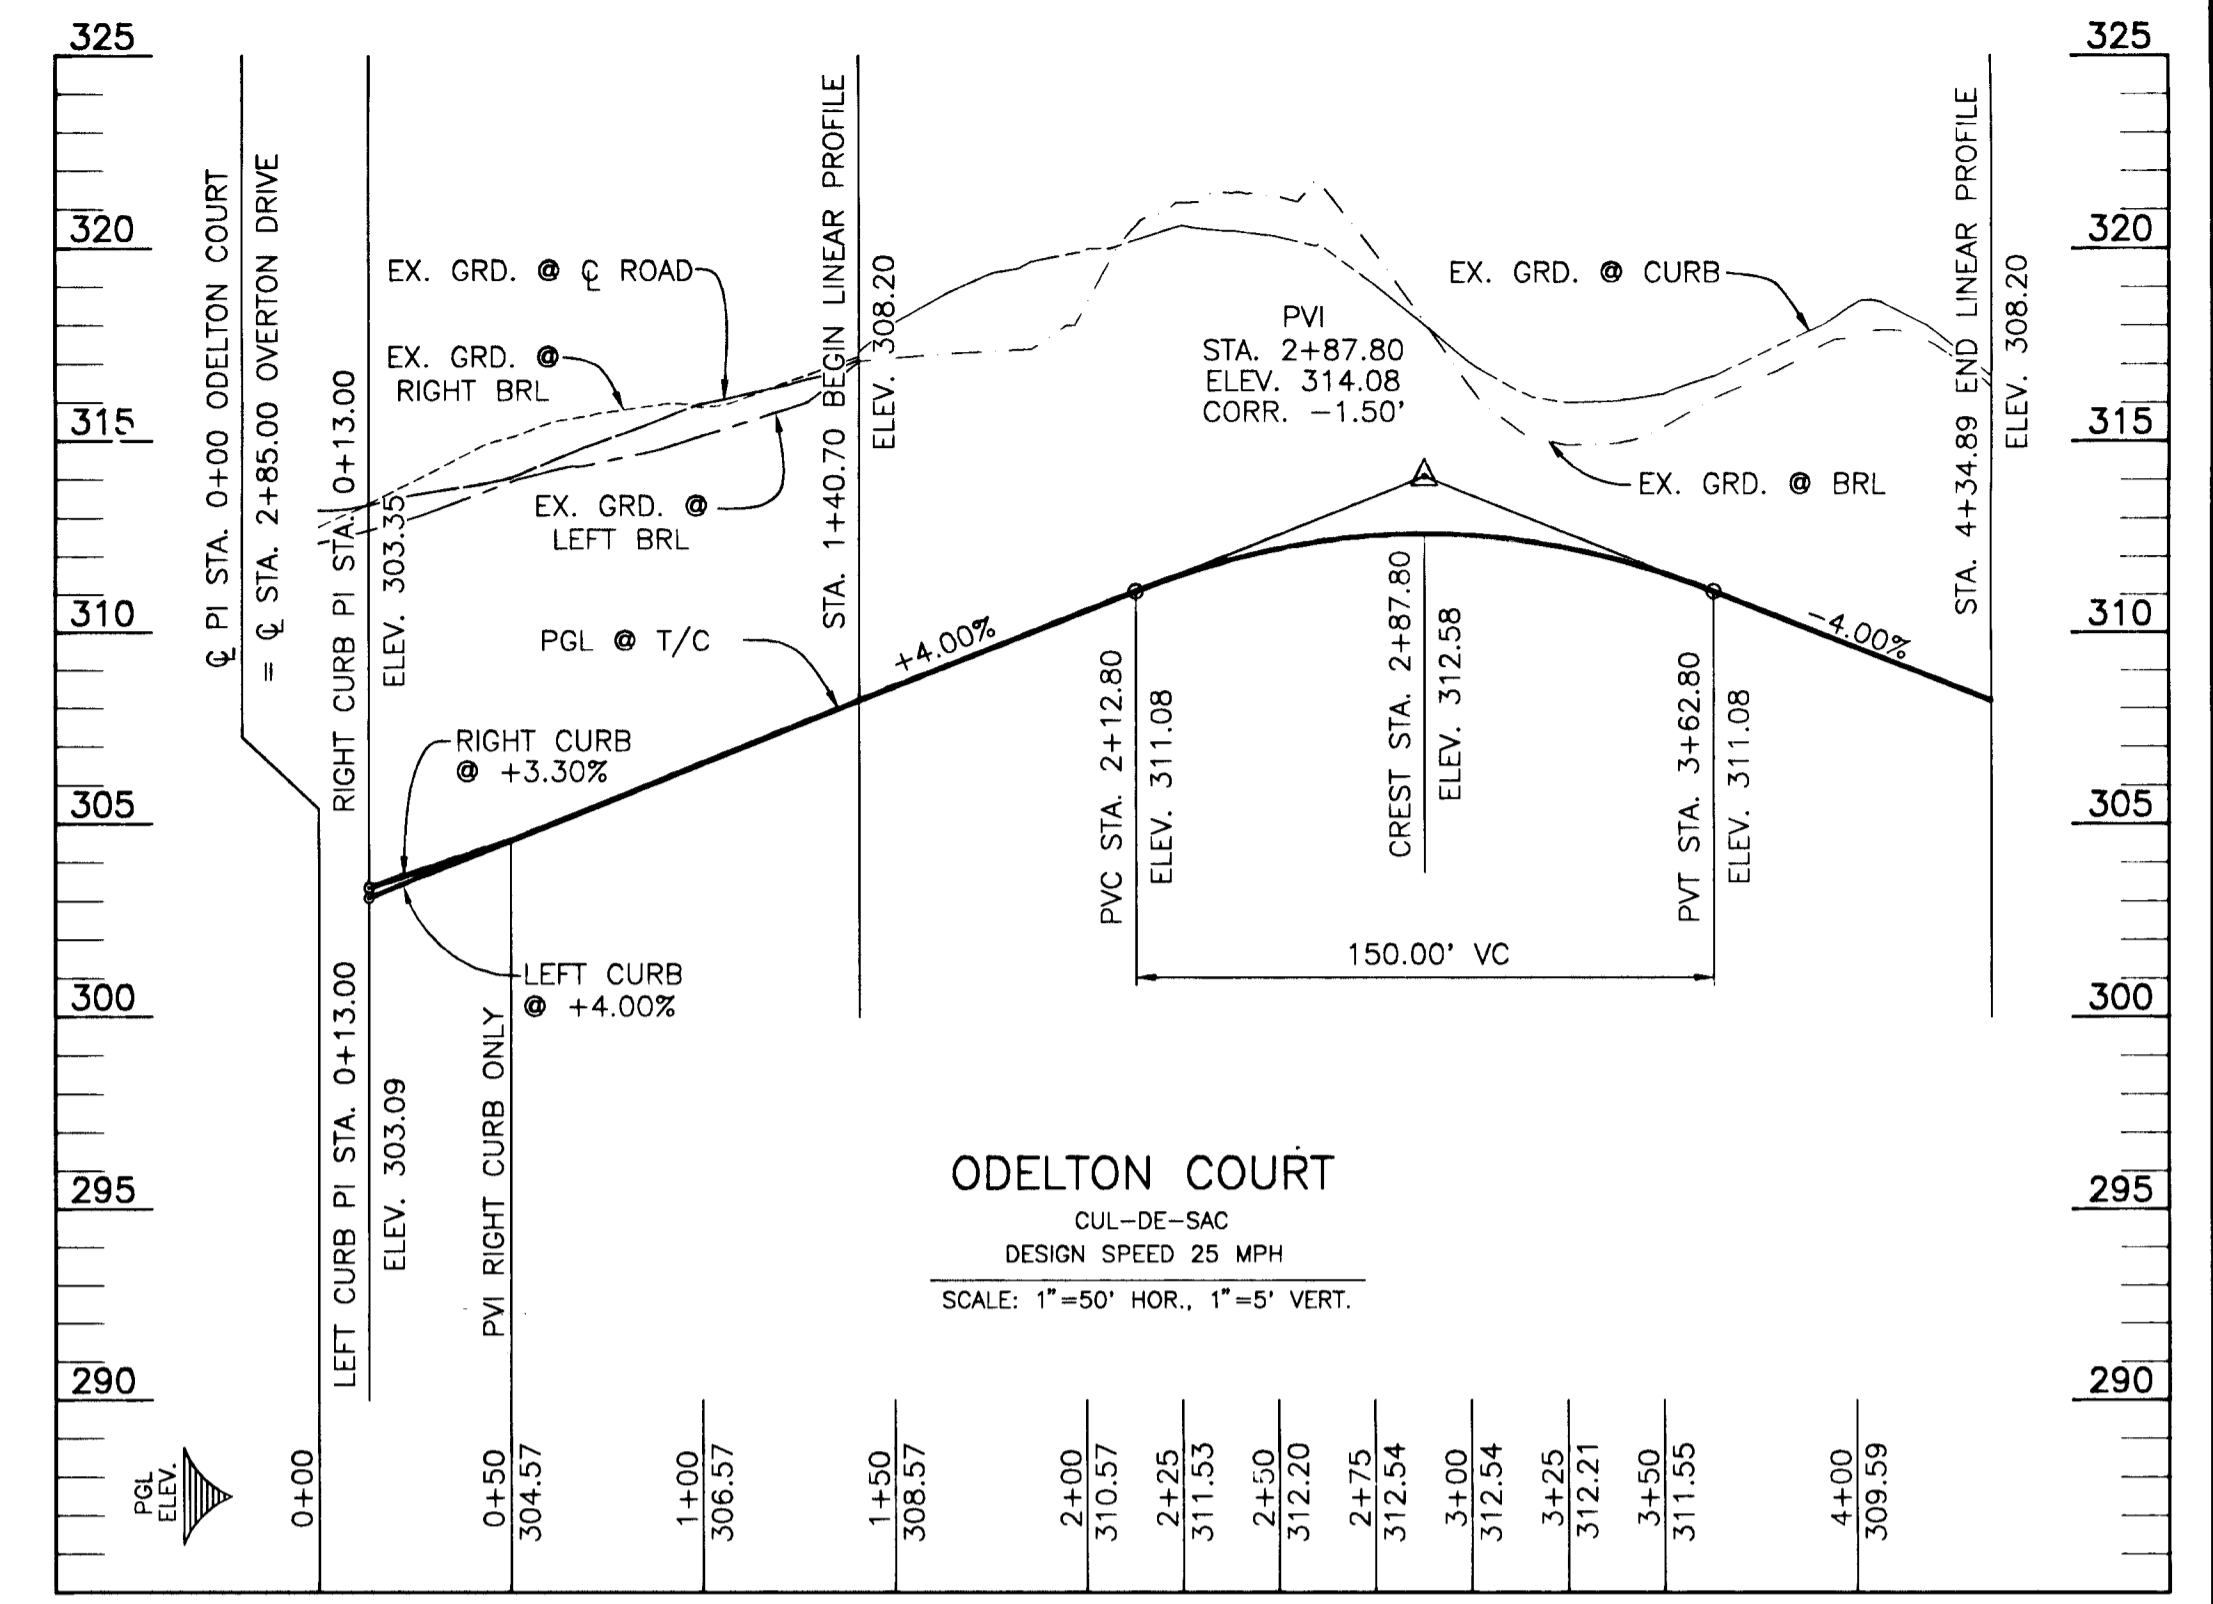 325
320
315
310
305
300
295
290
325
320
315
310
305
300
295
290
℄ PI STA. 0+00 ODELTON COURT
= ℄ STA. 2+85.00 OVERTON DRIVE
RIGHT CURB PI STA. 0+13.00
ELEV. 303.35
EX. GRD. @ ℄ ROAD
EX. GRD. @
RIGHT BRL
EX. GRD. @
LEFT BRL
STA. 1+40.70 BEGIN LINEAR PROFILE
ELEV. 308.20
PVI
STA. 2+87.80
ELEV. 314.08
CORR. -1.50'
EX. GRD. @ CURB
EX. GRD. @ BRL
STA. 4+34.89 END LINEAR PROFILE
ELEV. 308.20
PGL @ T/C
+4.00%
-4.00%
RIGHT CURB
@ +3.30%
LEFT CURB
@ +4.00%
PVC STA. 2+12.80
ELEV. 311.08
CREST STA. 2+87.80
ELEV. 312.58
PVT STA. 3+62.80
ELEV. 311.08
150.00' VC
LEFT CURB PI STA. 0+13.00
ELEV. 303.09
PVI RIGHT CURB ONLY
ODELTON COURT
CUL-DE-SAC
DESIGN SPEED 25 MPH
SCALE: 1"=50' HOR., 1"=5' VERT.
PGL
ELEV.
0+00
0+50
304.57
1+00
306.57
1+50
308.57
2+00
310.57
2+25
311.53
2+50
312.20
2+75
312.54
3+00
312.54
3+25
312.21
3+50
311.55
4+00
309.59